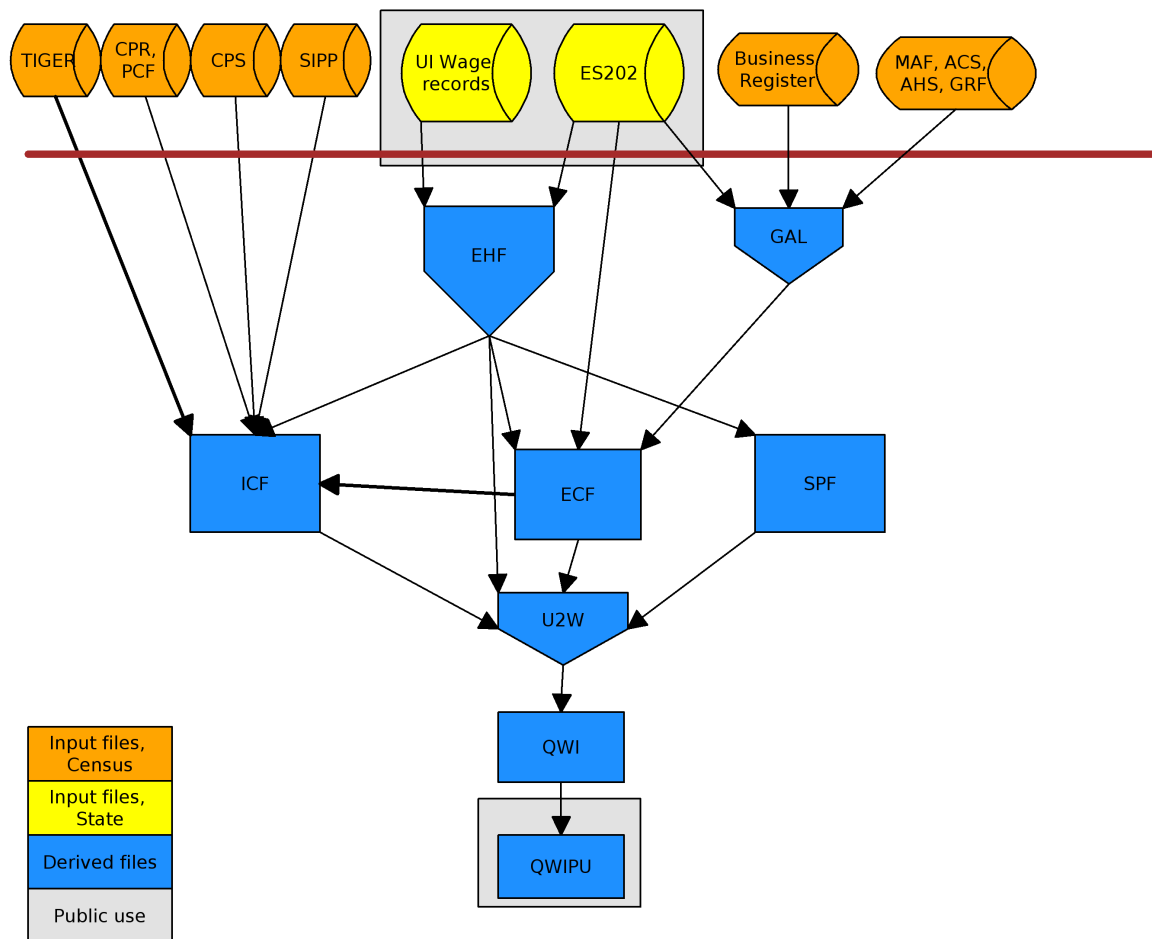 TIGER
CPR,
PCF
CPS
SIPP
UI Wage
records
ES202
Business
Register
MAF, ACS,
AHS, GRF
EHF
GAL
ICF
ECF
SPF
U2W
QWI
QWIPU
Input files,
Census
Input files,
State
Derived files
Public use